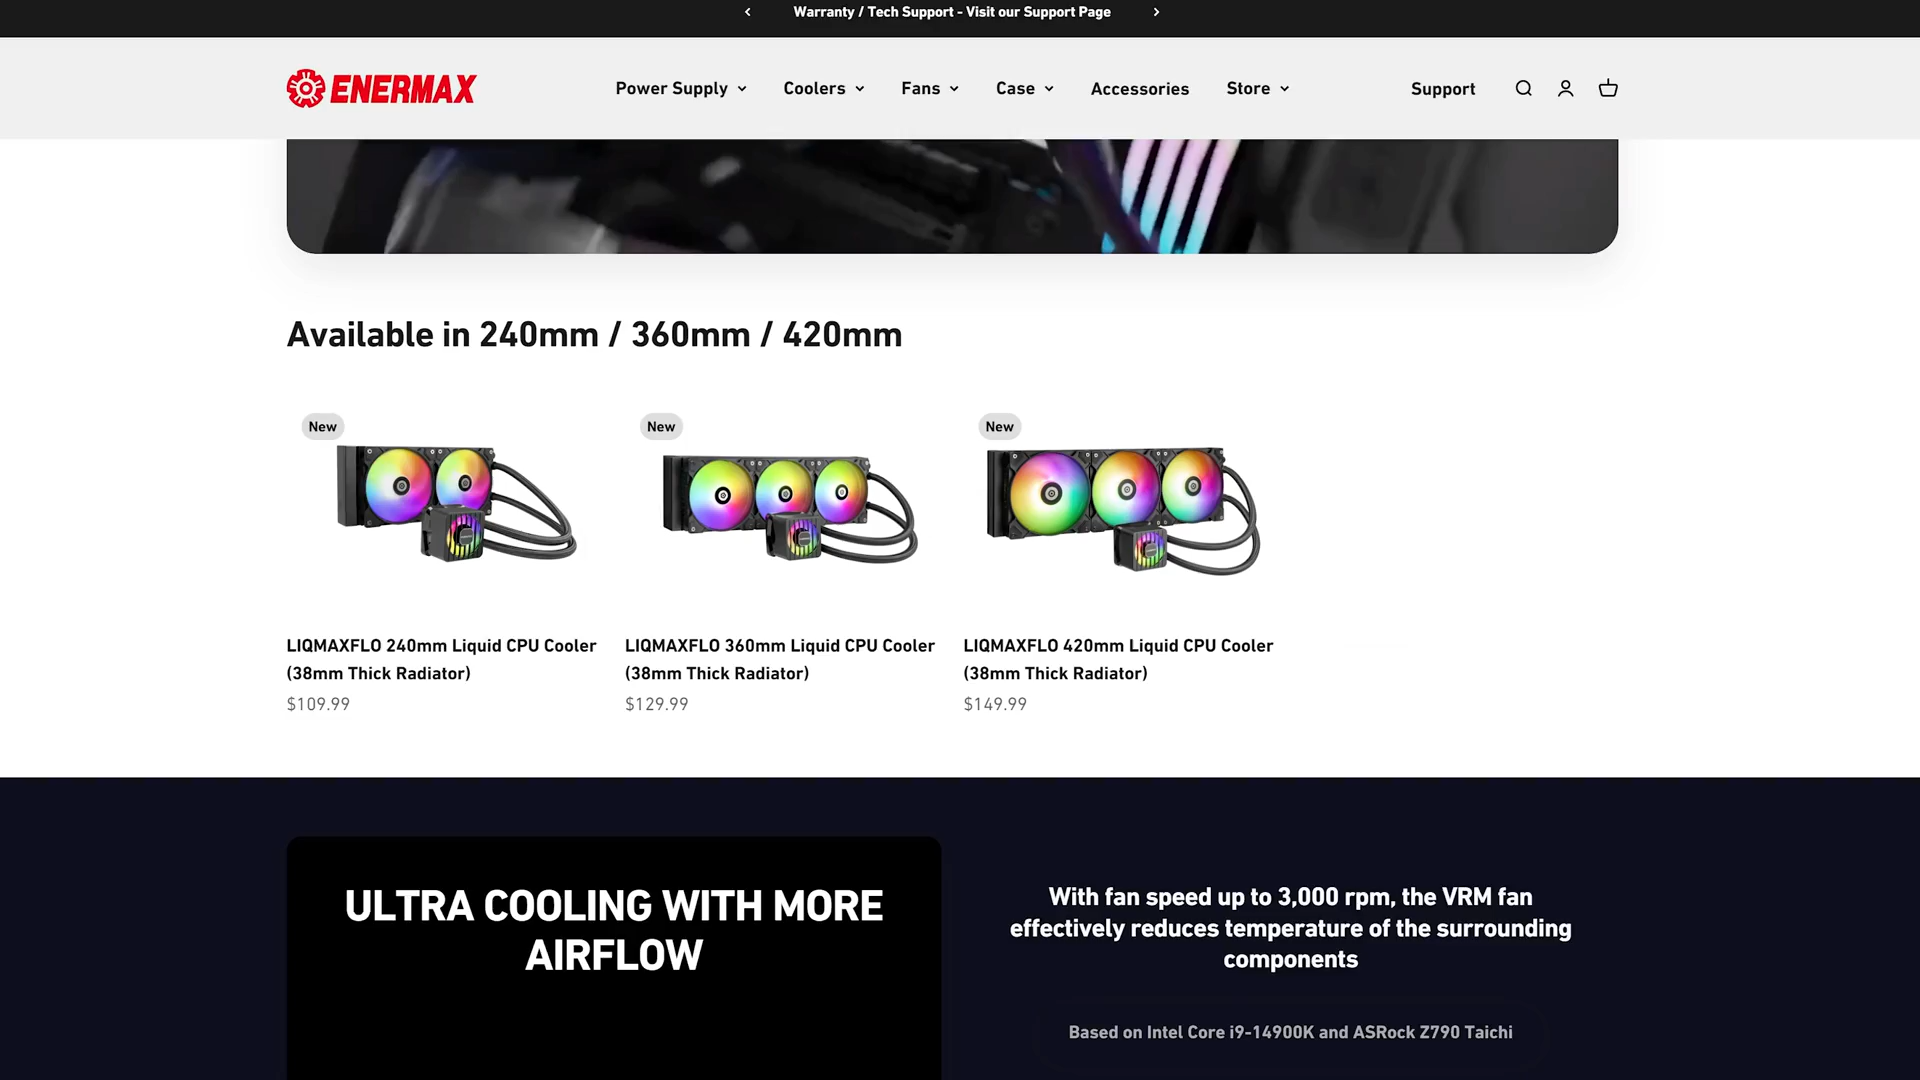 Warranty / Tech Support - Visit our Support Page
ENERMAX
Power Supply
Coolers
Fans
Case
Accessories
Store
Support
Available in 240mm / 360mm / 420mm
New
New
New
LIQMAXFLO 240mm Liquid CPU Cooler
(38mm Thick Radiator)
$109.99
LIQMAXFLO 360mm Liquid CPU Cooler
(38mm Thick Radiator)
$129.99
LIQMAXFLO 420mm Liquid CPU Cooler
(38mm Thick Radiator)
$149.99
ULTRA COOLING WITH MORE
AIRFLOW
With fan speed up to 3,000 rpm, the VRM fan
effectively reduces temperature of the surrounding
components
Based on Intel Core i9-14900K and ASRock Z790 Taichi